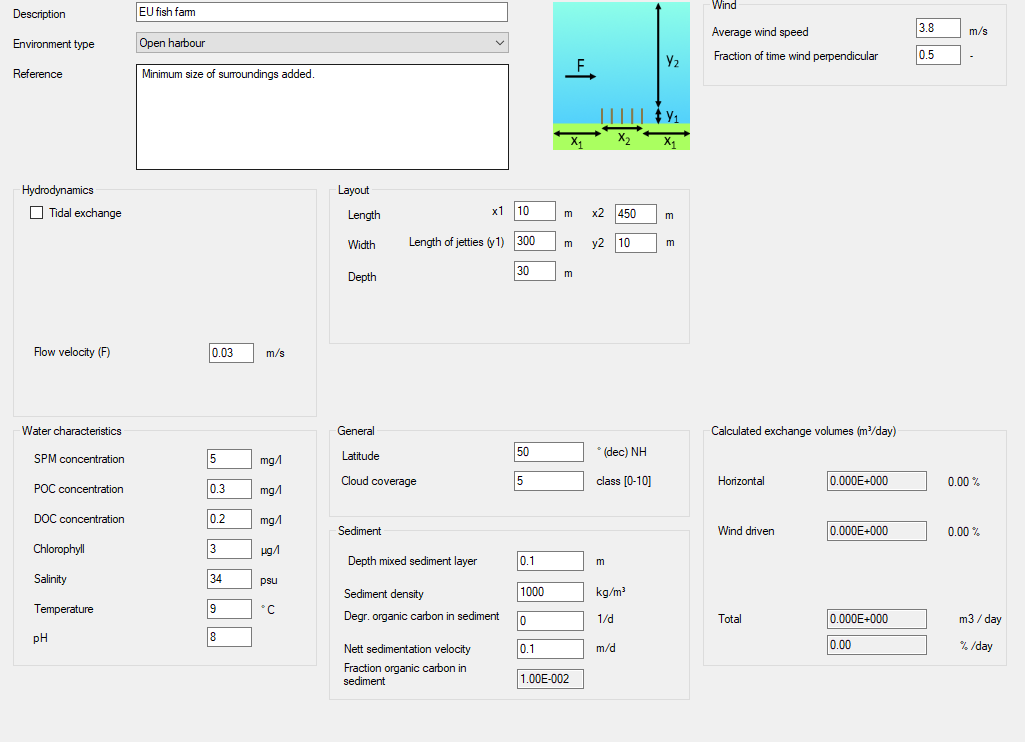 Description
EU fish farm
Environment type
Open harbour
Reference
Minimum size of surroundings added.
F
y2
y1
x1
x2
x1
Wind
Average wind speed
3.8
m/s
Fraction of time wind perpendicular
0.5
-
Hydrodynamics
Tidal exchange
Flow velocity (F)
0.03
m/s
Layout
Length
x1
10
m
x2
450
m
Width
Length of jetties (y1)
300
m
y2
10
m
Depth
30
m
Water characteristics
SPM concentration
5
mg/l
POC concentration
0.3
mg/l
DOC concentration
0.2
mg/l
Chlorophyll
3
µg/l
Salinity
34
psu
Temperature
9
°C
pH
8
General
Latitude
50
° (dec) NH
Cloud coverage
5
class [0-10]
Sediment
Depth mixed sediment layer
0.1
m
Sediment density
1000
kg/m³
Degr. organic carbon in sediment
0
1/d
Nett sedimentation velocity
0.1
m/d
Fraction organic carbon in
sediment
1.00E-002
Calculated exchange volumes (m³/day)
Horizontal
0.000E+000
0.00 %
Wind driven
0.000E+000
0.00 %
Total
0.000E+000
m3 / day
0.00
% /day